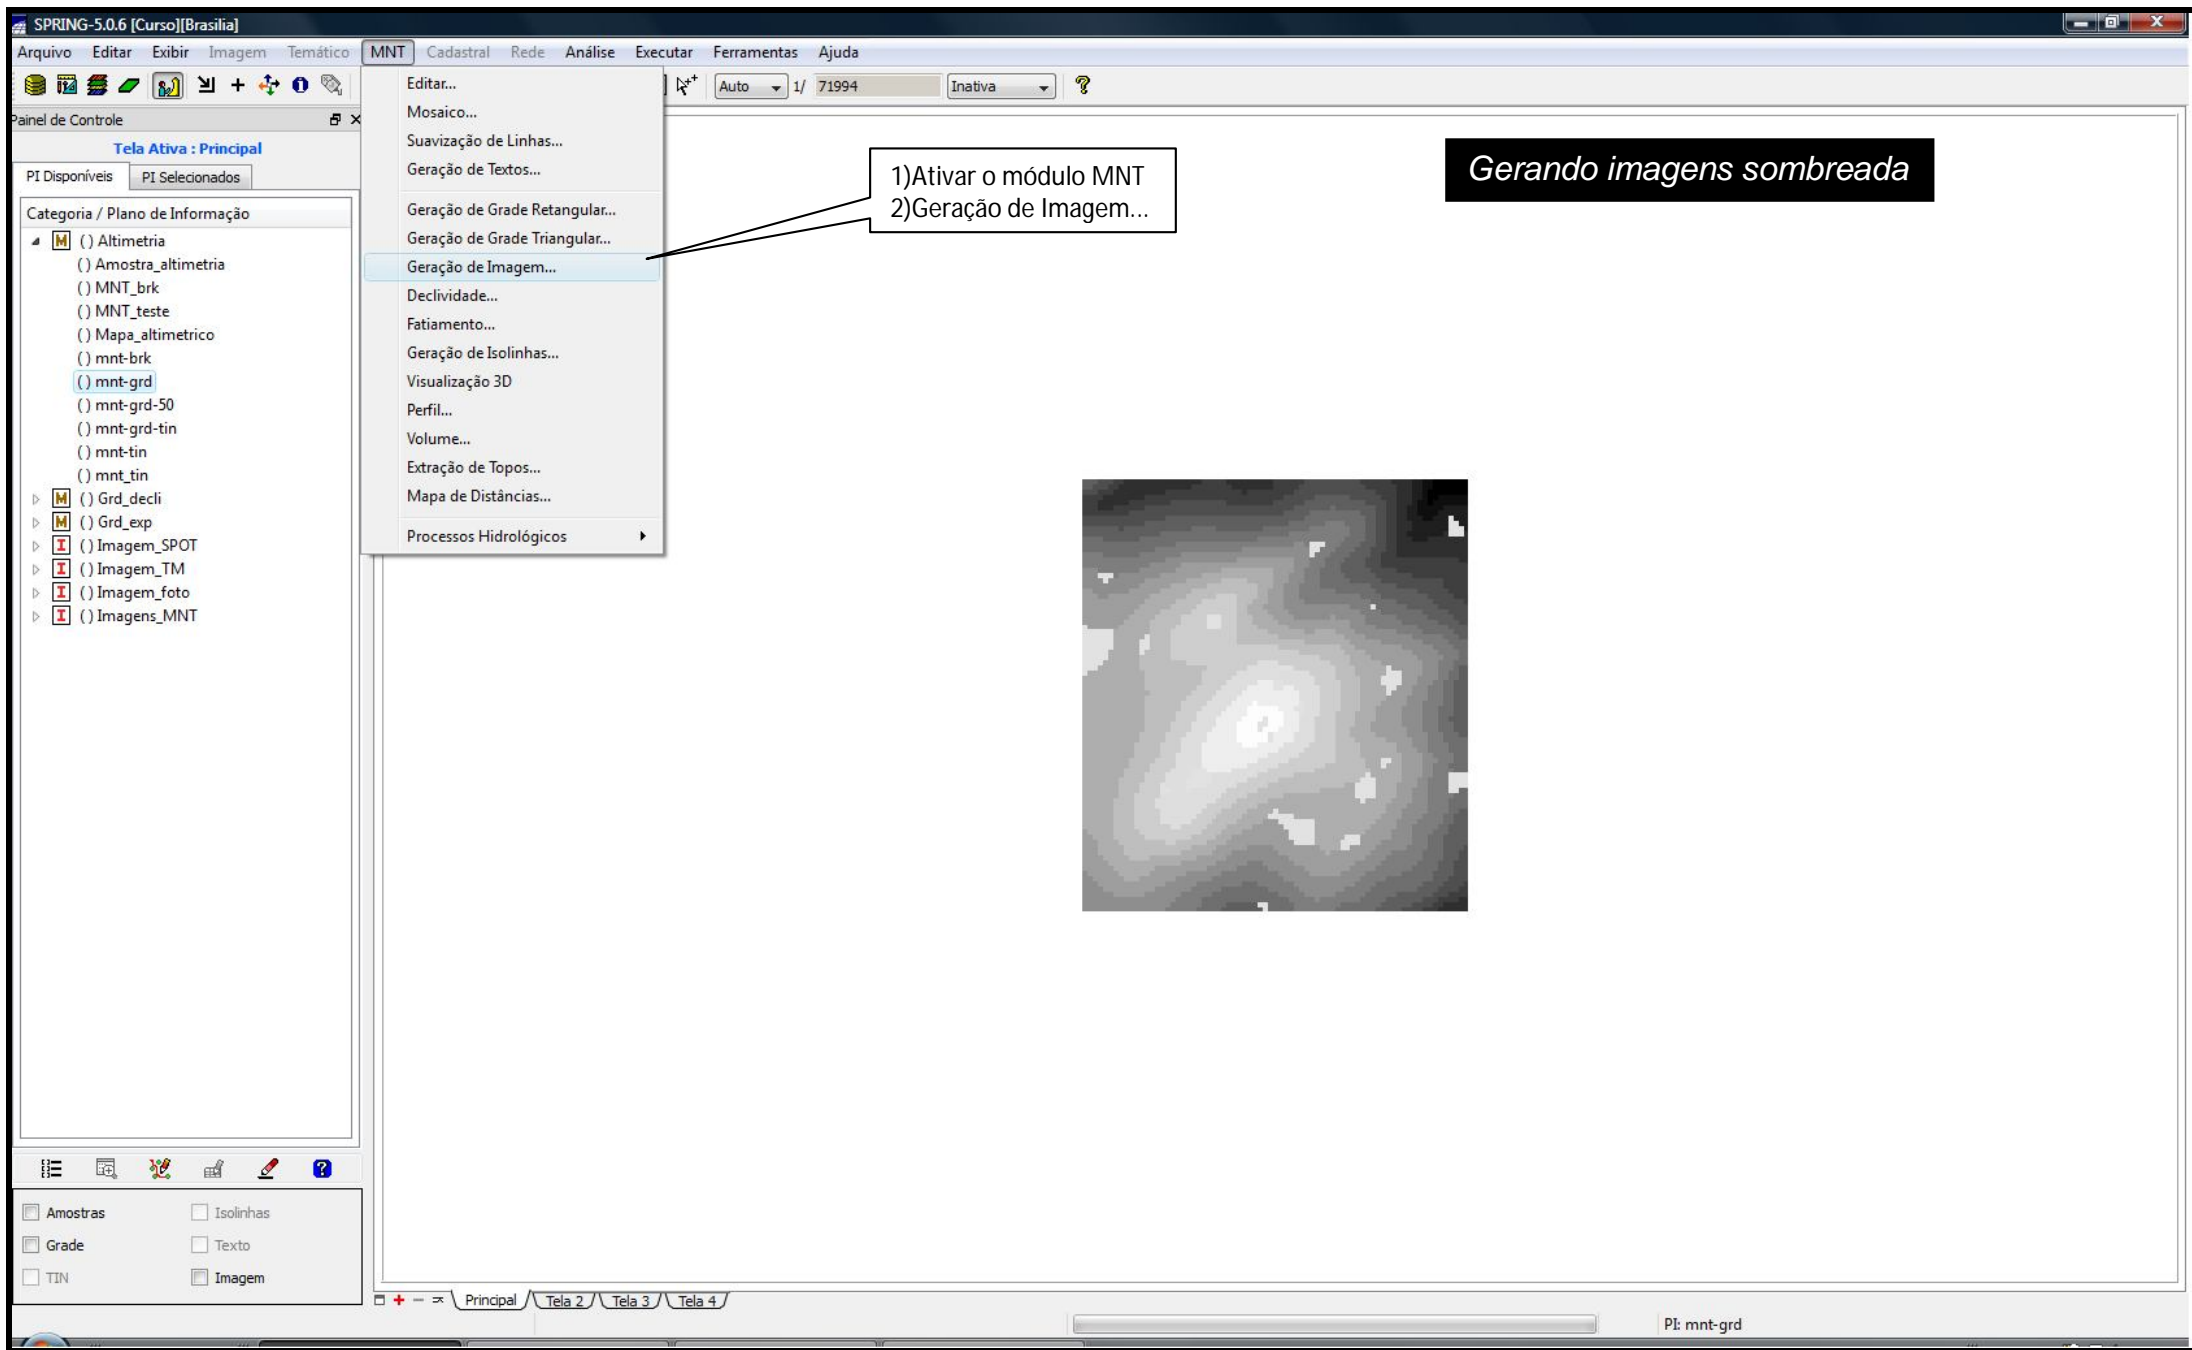 SPRING-5.0.6 [Curso][Brasilia]
Arquivo Editar Exibir Imagem Temático MNT Cadastral Rede Análise Executar Ferramentas Ajuda
Auto 1/ 71994 Inativa
Painel de Controle
Tela Ativa : Principal
PI Disponíveis PI Selecionados
Categoria / Plano de Informação
M () Altimetria
() Amostra_altimetria
() MNT_brk
() MNT_teste
() Mapa_altimetrico
() mnt-brk
() mnt-grd
() mnt-grd-50
() mnt-grd-tin
() mnt-tin
() mnt_tin
M () Grd_decli
M () Grd_exp
I () Imagem_SPOT
I () Imagem_TM
I () Imagem_foto
I () Imagens_MNT
Editar...
Mosaico...
Suavização de Linhas...
Geração de Textos...
Geração de Grade Retangular...
Geração de Grade Triangular...
Geração de Imagem...
Declividade...
Fatiamento...
Geração de Isolinhas...
Visualização 3D
Perfil...
Volume...
Extração de Topos...
Mapa de Distâncias...
Processos Hidrológicos
1)Ativar o módulo MNT
2)Geração de Imagem...
Gerando imagens sombreada
Amostras Isolinhas
Grade Texto
TIN Imagem
Principal Tela 2 Tela 3 Tela 4
PI: mnt-grd